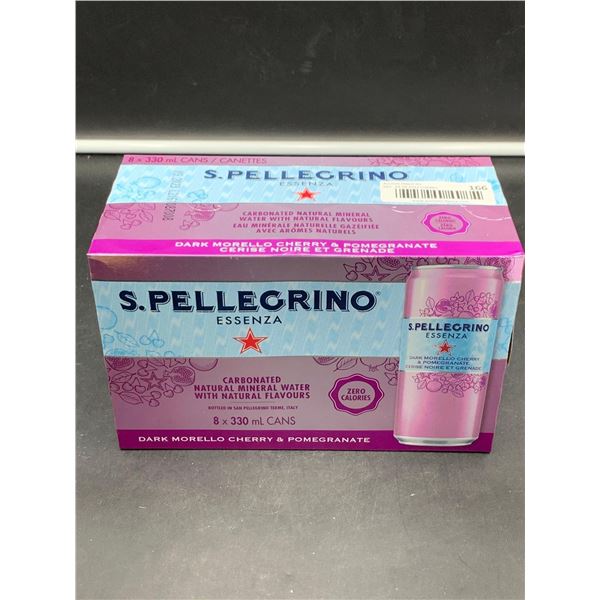 8 x 330 mL CANS / CANETTES
S.PELLEGRINO
ESSENZA
166
CARBONATED NATURAL MINERAL
WATER WITH NATURAL FLAVOURS
EAU MINÉRALE NATURELLE GAZÉIFIÉE
AVEC ARÔMES NATURELS
ZERO
CALORIES
DARK MORELLO CHERRY & POMEGRANATE
CERISE NOIRE ET GRENADE
S.PELLEGRINO
ESSENZA
CARBONATED
NATURAL MINERAL WATER
WITH NATURAL FLAVOURS
BOTTLED IN SAN PELLEGRINO TERME, ITALY
8 x 330 mL CANS
ZERO
CALORIES
DARK MORELLO CHERRY & POMEGRANATE
S.PELLEGRINO
ESSENZA
DARK MORELLO CHERRY
& POMEGRANATE
CERISE NOIRE ET GRENADE